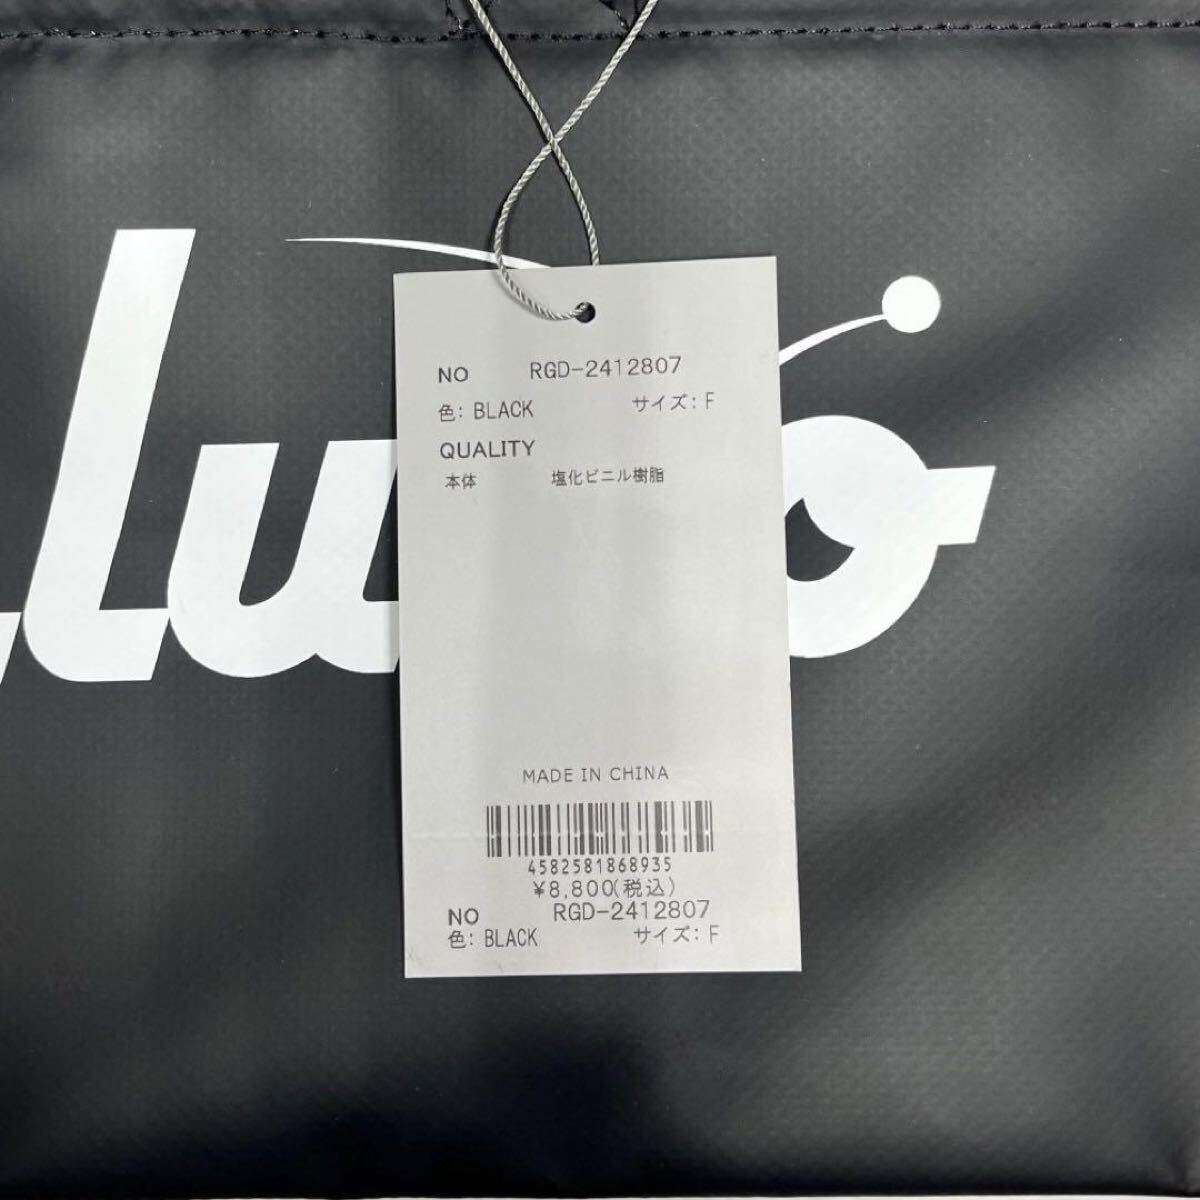 NO RGD-2412807
色: BLACK サイズ: F
QUALITY
本体 塩化ビニル樹脂
MADE IN CHINA
4582581868935
¥8,800(税込)
NO RGD-2412807
色: BLACK サイズ: F